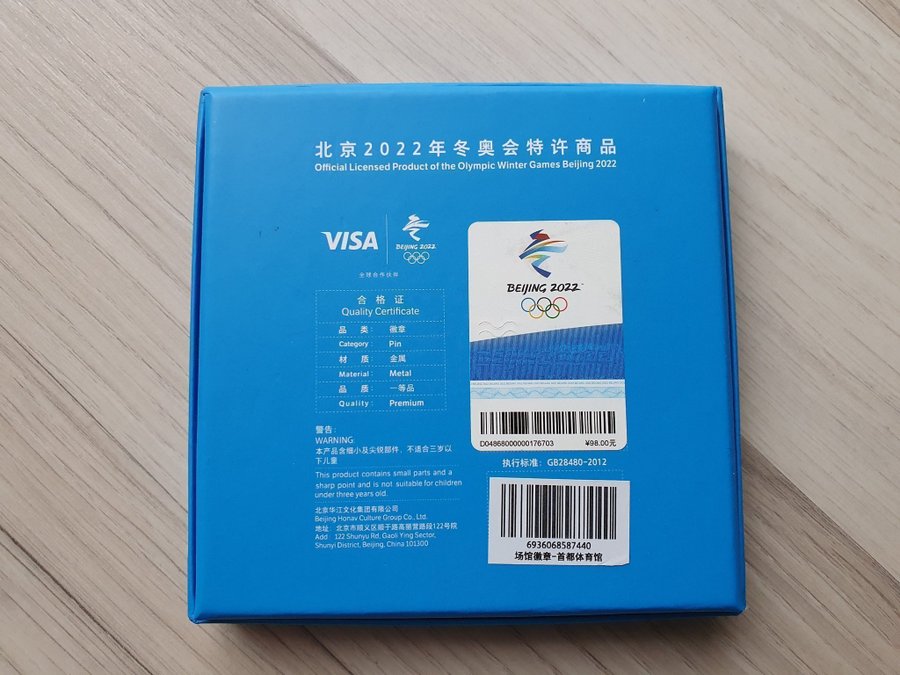 北京2022年冬奥会特许商品
Official Licensed Product of the Olympic Winter Games Beijing 2022
VISA
BEIJING 2022
全球合作伙伴
合格证
Quality Certificate
品 类： 徽章
Category: Pin
材 质 金属
Material: Metal
品 质： 一等品
Quality: Premium
警告：
WARNING:
本产品含细小及尖锐部件，不适合三岁以
下儿童
This product contains small parts and a
sharp point and is not suitable for children
under three years old.
北京华江文化集团有限公司
Beijing Honav Culture Group Co., Ltd.
地址：北京市顺义区顺于路高丽营路段122号院
Add: 122 Shunyu Rd, Gaoli Ying Sector,
Shunyi District, Beijing, China 101300
BEIJING 2022™
D04868000000176703 ¥98.00元
执行标准：GB28480-2012
6936068587440
场馆徽章-首都体育馆